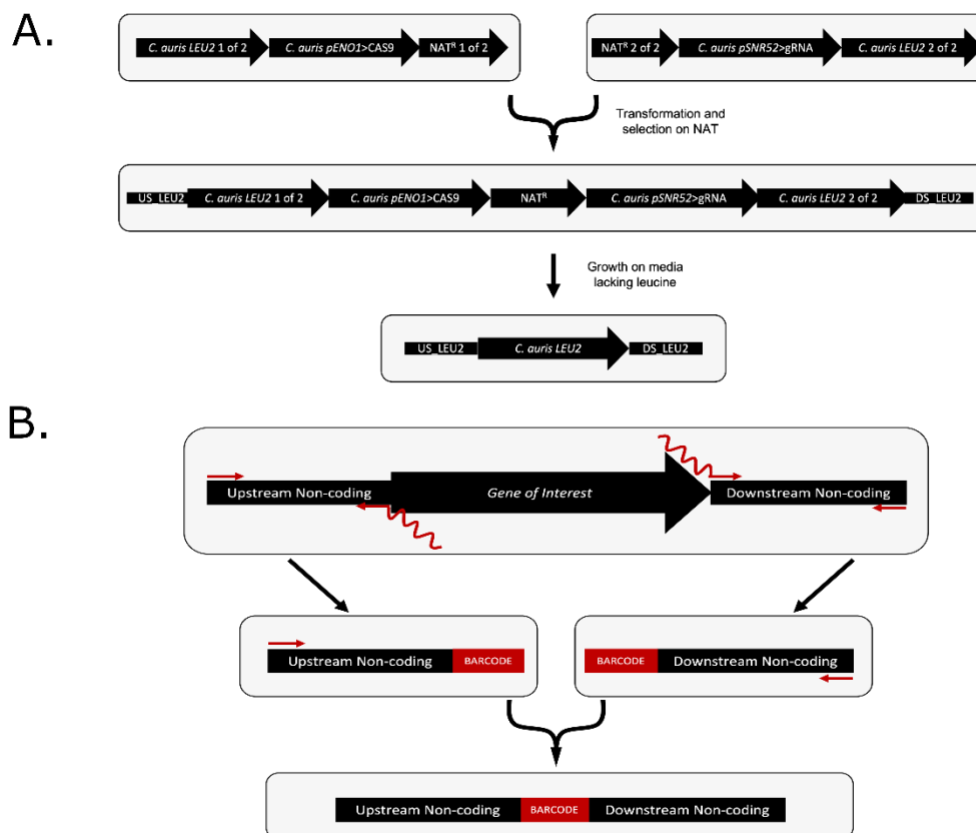 A.
C. auris LEU2 1 of 2
C. auris pENO1>CAS9
NATᴿ 1 of 2
NATᴿ 2 of 2
C. auris pSNR52>gRNA
C. auris LEU2 2 of 2
Transformation and
selection on NAT
US_LEU2
C. auris LEU2 1 of 2
C. auris pENO1>CAS9
NATᴿ
C. auris pSNR52>gRNA
C. auris LEU2 2 of 2
DS_LEU2
Growth on media
lacking leucine
US_LEU2
C. auris LEU2
DS_LEU2
B.
Upstream Non-coding
Gene of Interest
Downstream Non-coding
Upstream Non-coding
BARCODE
BARCODE
Downstream Non-coding
Upstream Non-coding
BARCODE
Downstream Non-coding